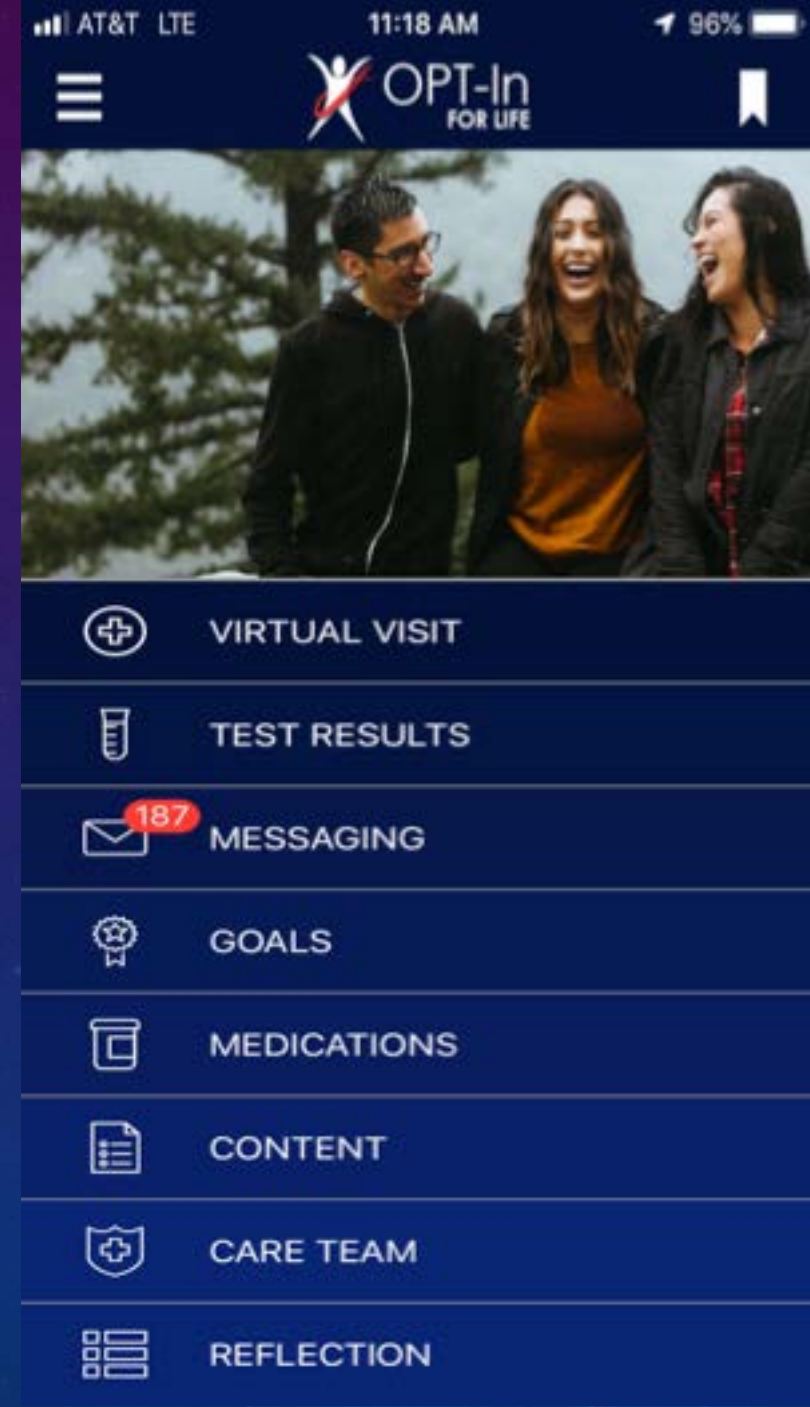 AT&T LTE 11:18 AM 96%
OPT-In
FOR LIFE
VIRTUAL VISIT
TEST RESULTS
187
MESSAGING
GOALS
MEDICATIONS
CONTENT
CARE TEAM
REFLECTION